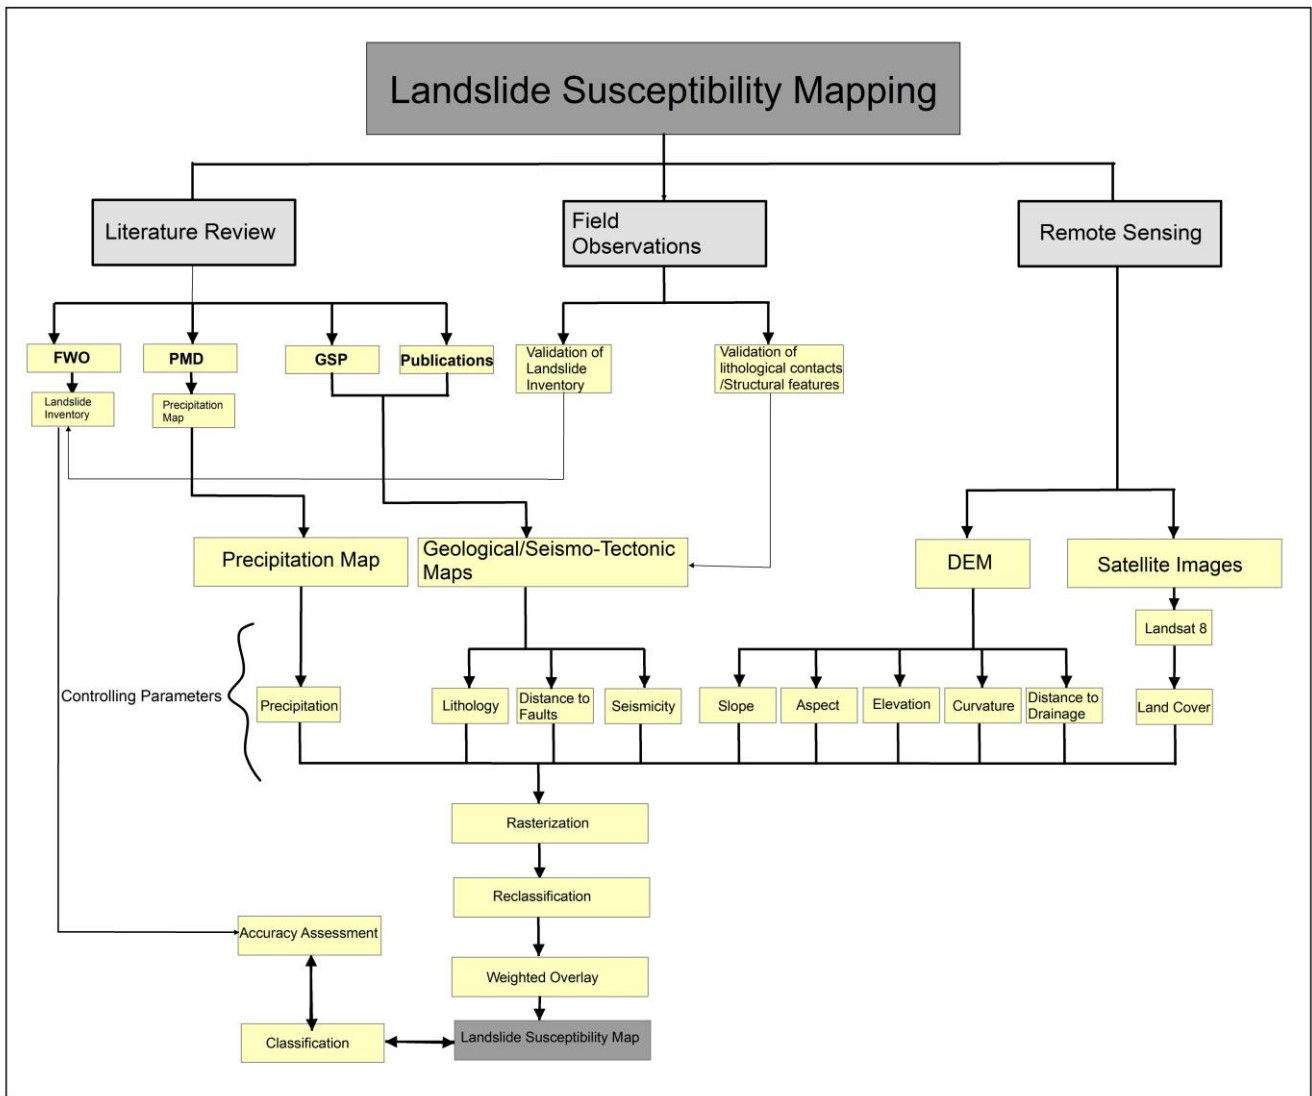 Landslide Susceptibility Mapping
Literature Review
Field
Observations
Remote Sensing
FWO
PMD
GSP
Publications
Validation of
Landslide
Inventory
Validation of
lithological contacts
/Structural features
Landslide
Inventory
Precipitation
Map
Precipitation Map
Geological/Seismo-Tectonic
Maps
DEM
Satellite Images
Landsat 8
Controlling Parameters
Precipitation
Lithology
Distance to
Faults
Seismicity
Slope
Aspect
Elevation
Curvature
Distance to
Drainage
Land Cover
Rasterization
Reclassification
Accuracy Assessment
Weighted Overlay
Classification
Landslide Susceptibility Map